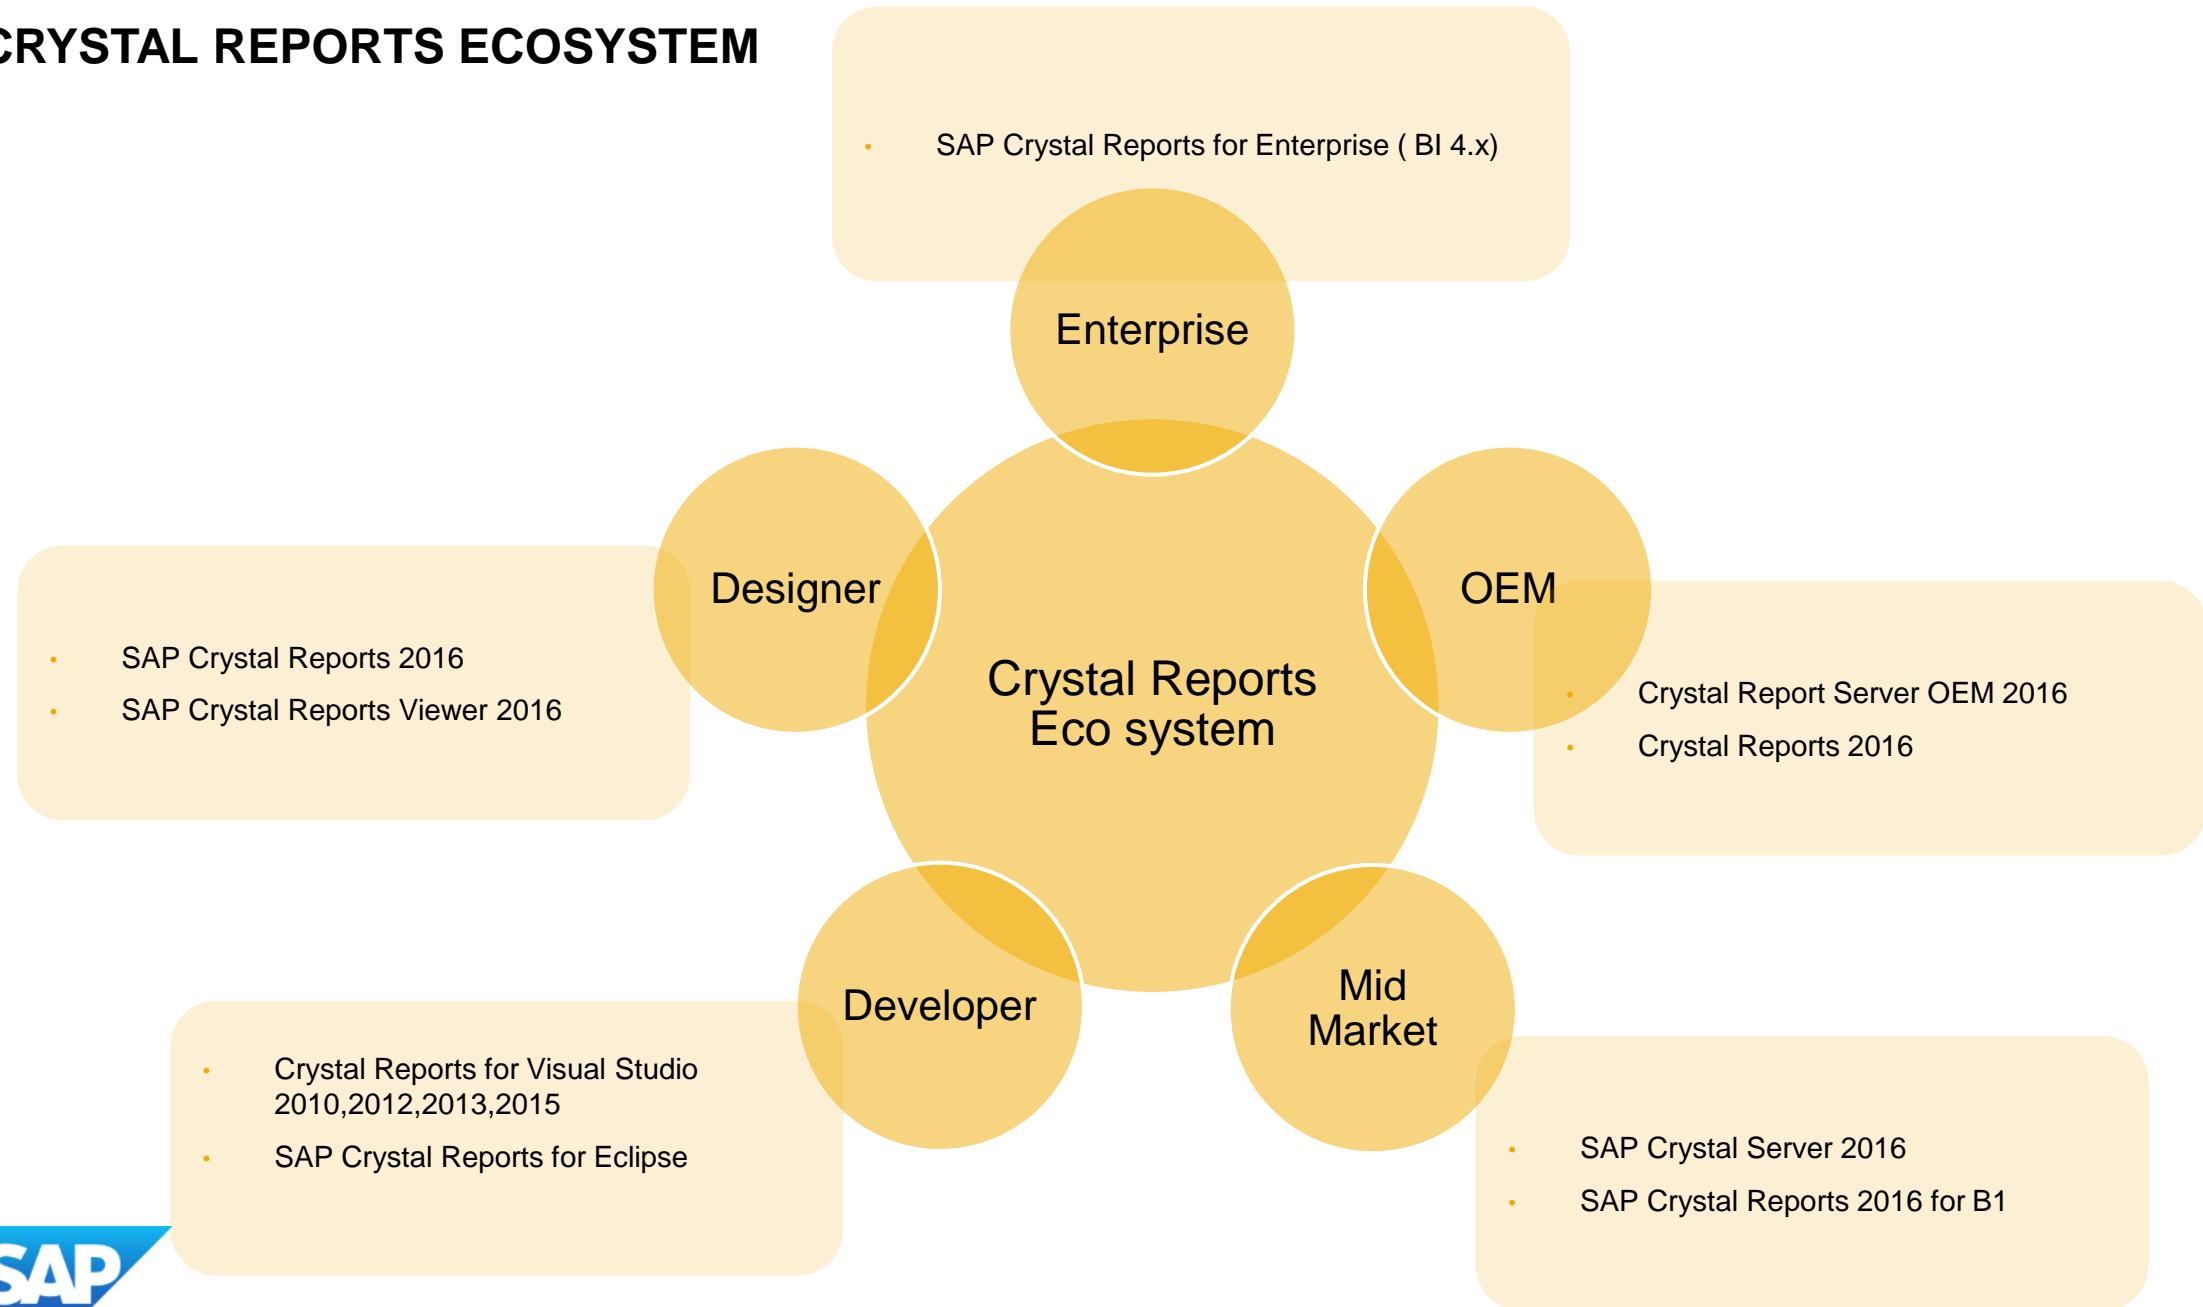 CRYSTAL REPORTS ECOSYSTEM
• SAP Crystal Reports for Enterprise ( BI 4.x)
Enterprise
Designer
OEM
• SAP Crystal Reports 2016
• SAP Crystal Reports Viewer 2016
Crystal Reports
Eco system
• Crystal Report Server OEM 2016
• Crystal Reports 2016
Developer
Mid
Market
• Crystal Reports for Visual Studio
2010,2012,2013,2015
• SAP Crystal Reports for Eclipse
• SAP Crystal Server 2016
• SAP Crystal Reports 2016 for B1
SAP